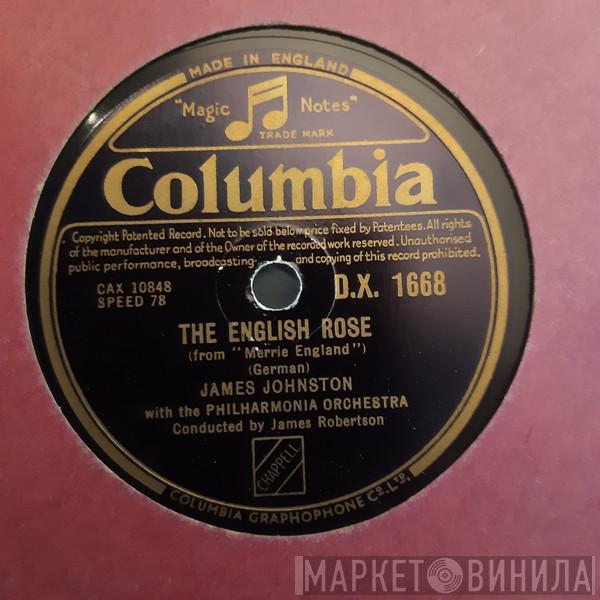 MADE IN ENGLAND
"Magic Notes"
TRADE MARK
Columbia
Copyright Patented Record. Not to be sold below price fixed by Patentees. All rights
of the manufacturer and of the Owner of the recorded work reserved. Unauthorised
public performance, broadcasting and copying of this record prohibited.
CAX 10848
SPEED 78
D.X. 1668
THE ENGLISH ROSE
(from "Merrie England")
(German)
JAMES JOHNSTON
with the PHILHARMONIA ORCHESTRA
Conducted by James Robertson
CHAPPELL
COLUMBIA GRAPHOPHONE CO. LTD.
МАРКЕТ ВИНИЛА